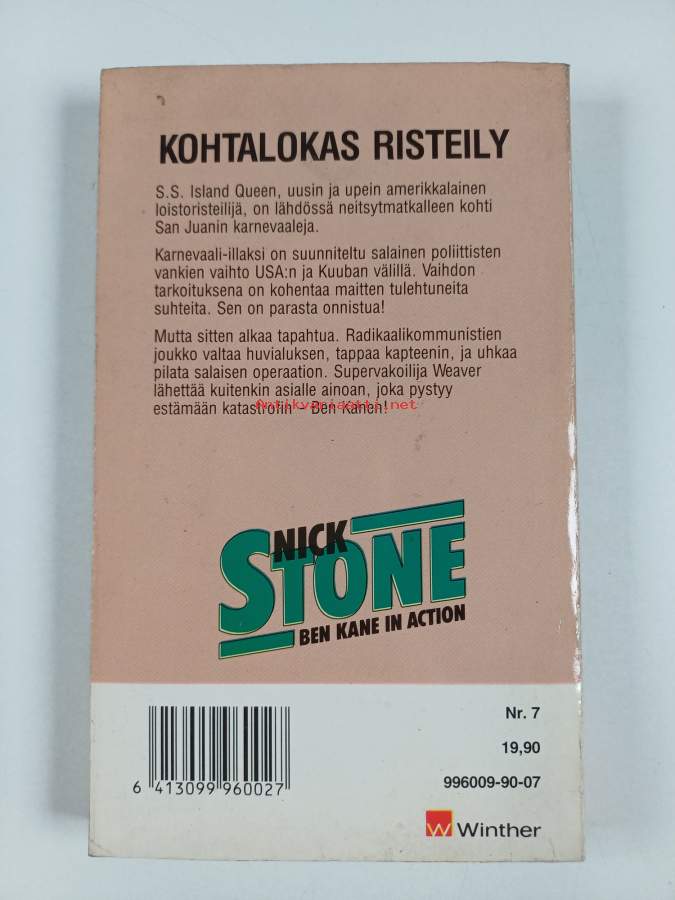 KOHTALOKAS RISTEILY
S.S. Island Queen, uusin ja upein amerikkalainen
loistoristeilijä, on lähdössä neitsytmatkalleen kohti
San Juanin karnevaaleja.
Karnevaali-illaksi on suunniteltu salainen poliittisten
vankien vaihto USA:n ja Kuuban välillä. Vaihdon
tarkoituksena on kohentaa maitten tulehtuneita
suhteita. Sen on parasta onnistua!
Mutta sitten alkaa tapahtua. Radikaalikommunistien
joukko valtaa huvialuksen, tappaa kapteenin, ja uhkaa
pilata salaisen operaation. Supervakoilija Weaver
lähettää kuitenkin asialle ainoan, joka pystyy
estämään katastrofin – Ben Kanen!
Antikvariaatti.net
NICK
STONE
BEN KANE IN ACTION
Nr. 7
19,90
996009-90-07
6 413099 960027
W Winther